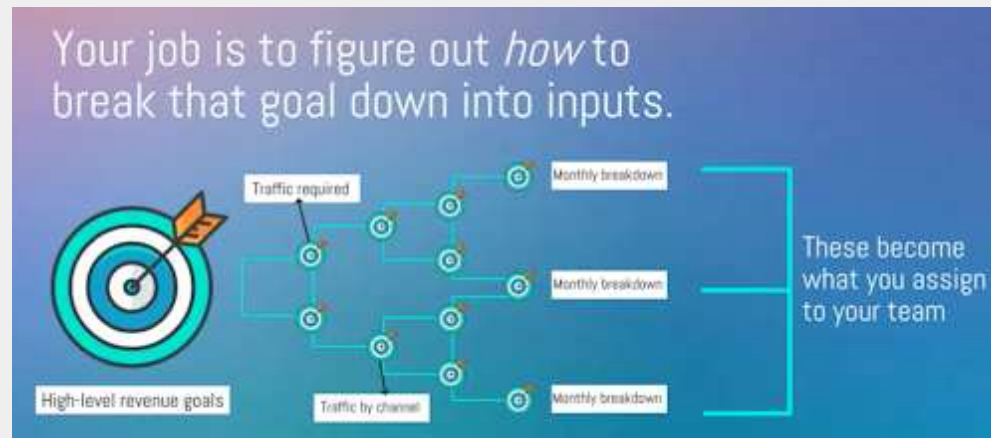 Your job is to figure out how to
break that goal down into inputs.
Traffic required
Monthly breakdown
Monthly breakdown
These become
what you assign
to your team
High-level revenue goals
Traffic by channel
Monthly breakdown